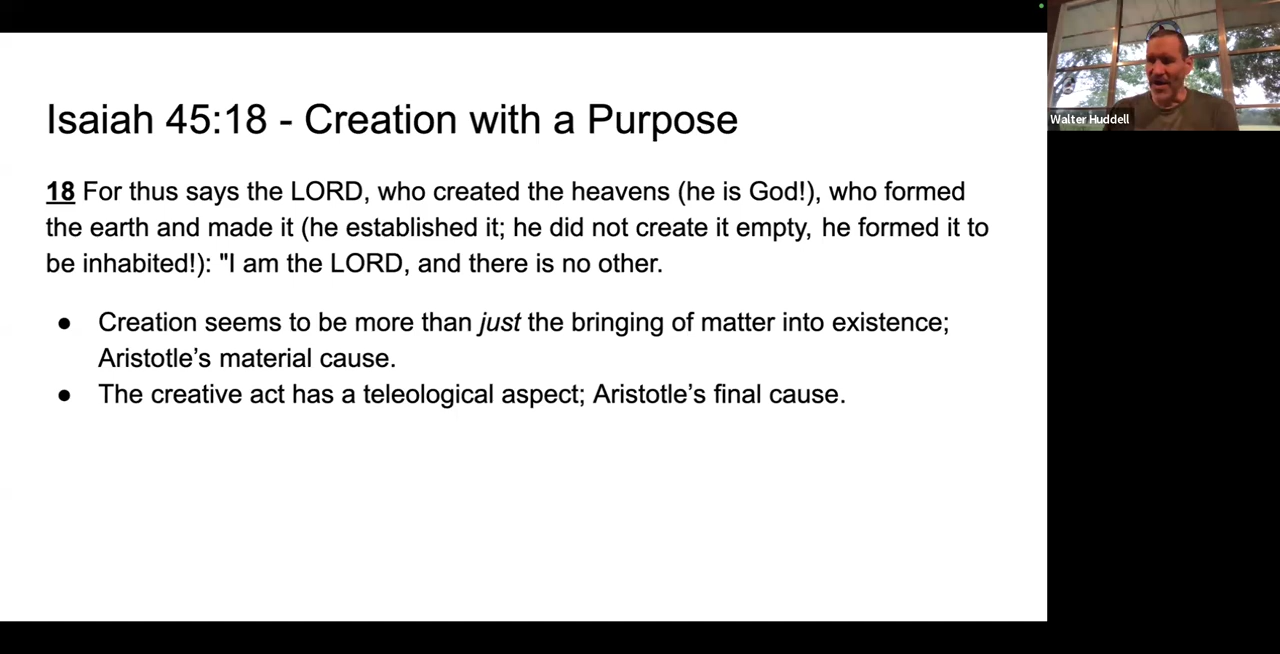 Isaiah 45:18 - Creation with a Purpose
18 For thus says the LORD, who created the heavens (he is God!), who formed
the earth and made it (he established it; he did not create it empty, he formed it to
be inhabited!): "I am the LORD, and there is no other.
● Creation seems to be more than just the bringing of matter into existence;
Aristotle’s material cause.
● The creative act has a teleological aspect; Aristotle’s final cause.
Walter Huddell